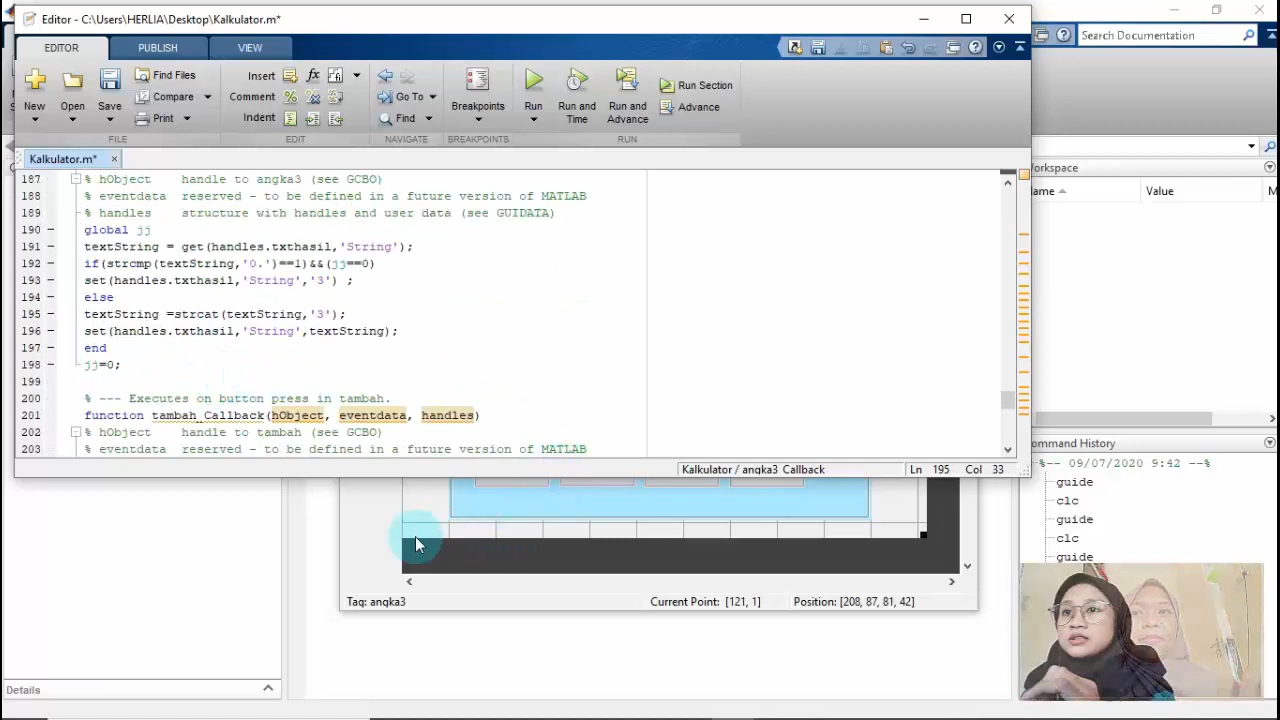 Editor - C:\Users\HERLIA\Desktop\Kalkulator.m*
EDITOR PUBLISH VIEW
Search Documentation
New
Open
Save
Find Files
Compare
Print
FILE
Insert
Comment
Indent
fx
EDIT
Go To
Find
NAVIGATE
Breakpoints
BREAKPOINTS
Run
Run and Time
Run and Advance
Run Section
Advance
RUN
Kalkulator.m*
187 % hObject handle to angka3 (see GCBO)
188 % eventdata reserved - to be defined in a future version of MATLAB
189 % handles structure with handles and user data (see GUIDATA)
190 global jj
191 textString = get(handles.txthasil,'String');
192 if(strcmp(textString,'0.')==1)&&(jj==0)
193 set(handles.txthasil,'String','3') ;
194 else
195 textString =strcat(textString,'3');
196 set(handles.txthasil,'String',textString);
197 end
198 jj=0;
199
200 % --- Executes on button press in tambah.
201 function tambah_Callback(hObject, eventdata, handles)
202 % hObject handle to tambah (see GCBO)
203 % eventdata reserved - to be defined in a future version of MATLAB
Kalkulator / angka3 Callback Ln 195 Col 33
orkspace
ame Value M
ommand History
%-- 09/07/2020 9:42 --%
guide
clc
guide
clc
guide
Tag: angka3 Current Point: [121, 1] Position: [208, 87, 81, 42]
Details